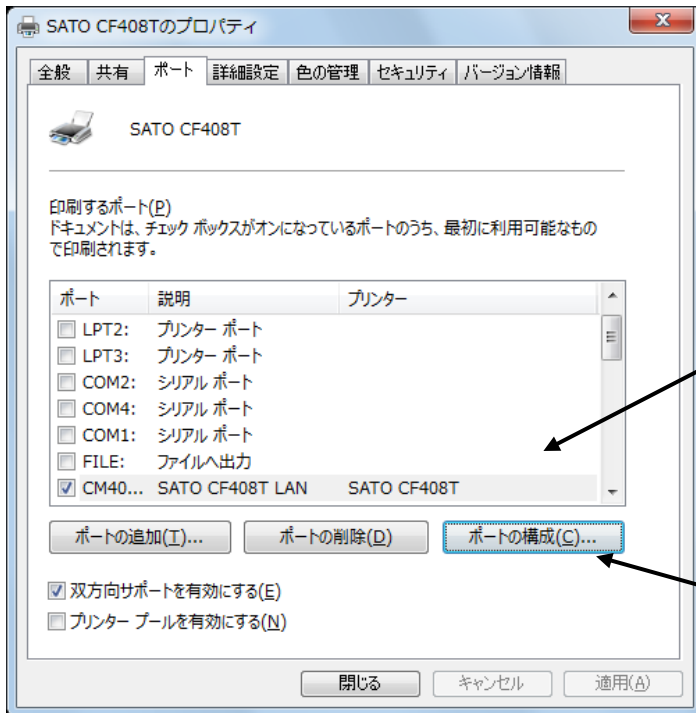 SATO CF408Tのプロパティ
全般 共有 ポート 詳細設定 色の管理 セキュリティ バージョン情報
SATO CF408T
印刷するポート(P)
ドキュメントは、チェック ボックスがオンになっているポートのうち、最初に利用可能なもの
で印刷されます。
ポート 説明 プリンター
LPT2: プリンター ポート
LPT3: プリンター ポート
COM2: シリアル ポート
COM4: シリアル ポート
COM1: シリアル ポート
FILE: ファイルへ出力
CM40... SATO CF408T LAN SATO CF408T
ポートの追加(T)... ポートの削除(D) ポートの構成(C)...
双方向サポートを有効にする(E)
プリンター プールを有効にする(N)
閉じる キャンセル 適用(A)